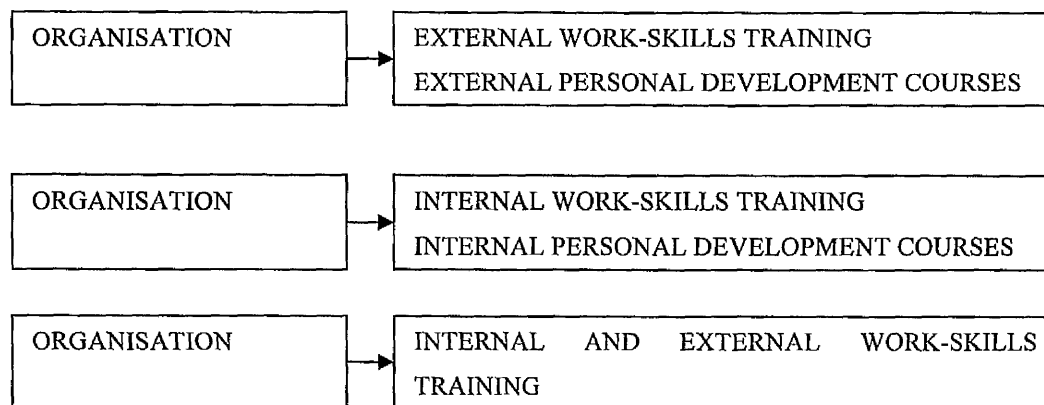 ORGANISATION
EXTERNAL WORK-SKILLS TRAINING
EXTERNAL PERSONAL DEVELOPMENT COURSES
ORGANISATION
INTERNAL WORK-SKILLS TRAINING
INTERNAL PERSONAL DEVELOPMENT COURSES
ORGANISATION
INTERNAL AND EXTERNAL WORK-SKILLS
TRAINING